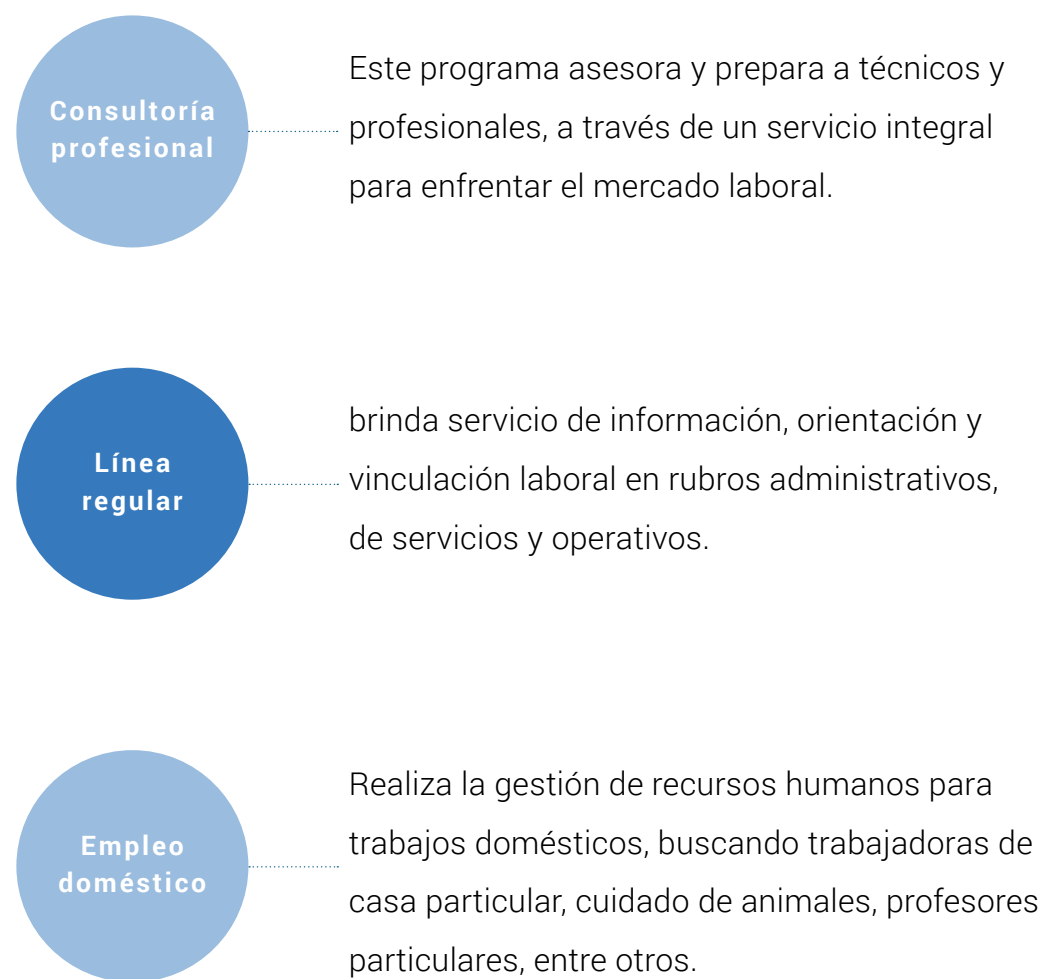 Consultoría
profesional
Este programa asesora y prepara a técnicos y
profesionales, a través de un servicio integral
para enfrentar el mercado laboral.
Línea
regular
brinda servicio de información, orientación y
vinculación laboral en rubros administrativos,
de servicios y operativos.
Empleo
doméstico
Realiza la gestión de recursos humanos para
trabajos domésticos, buscando trabajadoras de
casa particular, cuidado de animales, profesores
particulares, entre otros.